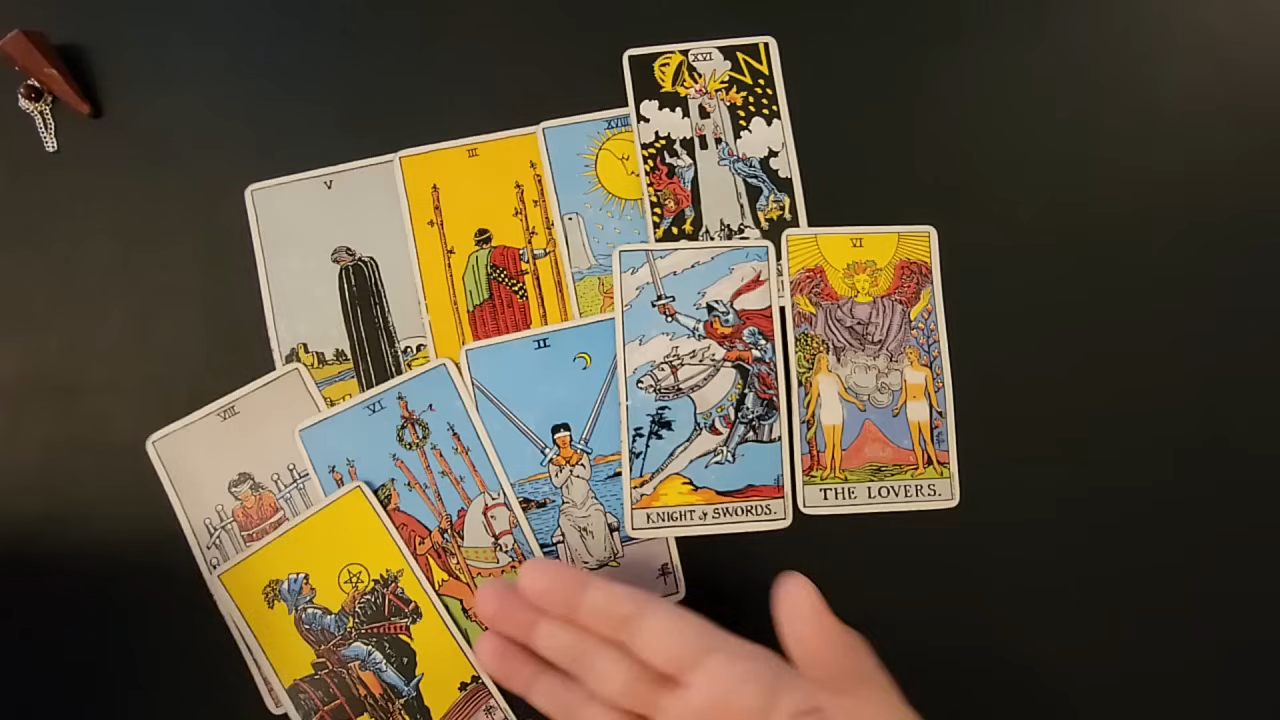 XVI
XVIII
III
V
VI
II
VI
VIII
THE LOVERS.
KNIGHT of SWORDS.